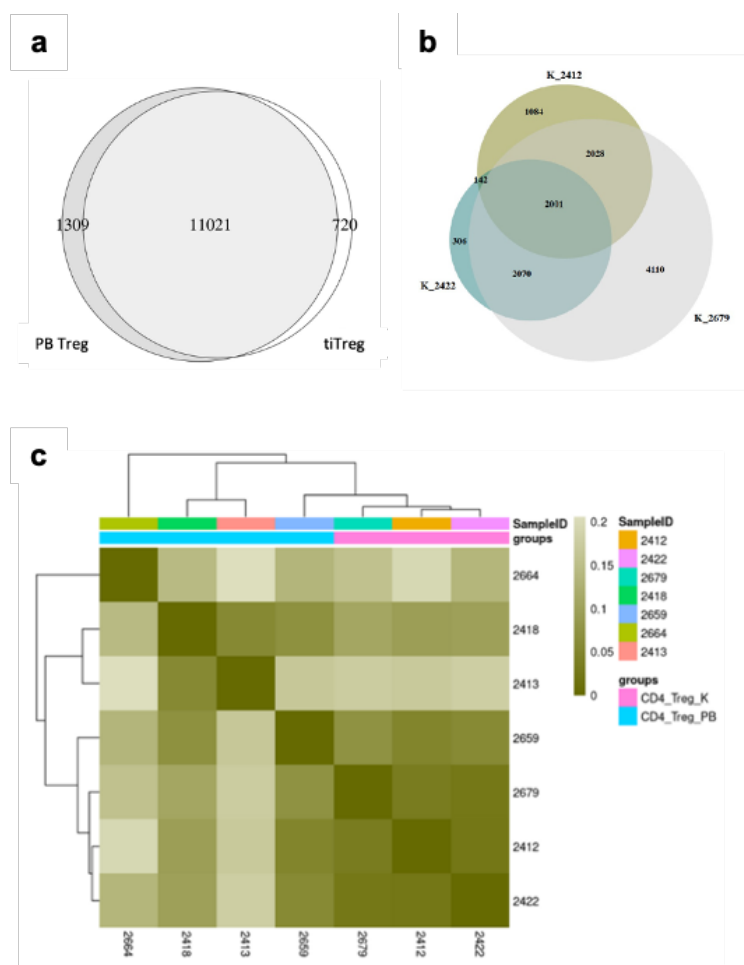 a
1309
11021
720
PB Treg
tiTreg
b
K_2412
1084
2028
142
2001
306
2070
4110
K_2422
K_2679
c
SampleID
groups
2664
2418
2413
2659
2679
2412
2422
2664
2418
2413
2659
2679
2412
2422
0.2
0.15
0.1
0.05
0
SampleID
2412
2422
2679
2418
2659
2664
2413
groups
CD4_Treg_K
CD4_Treg_PB